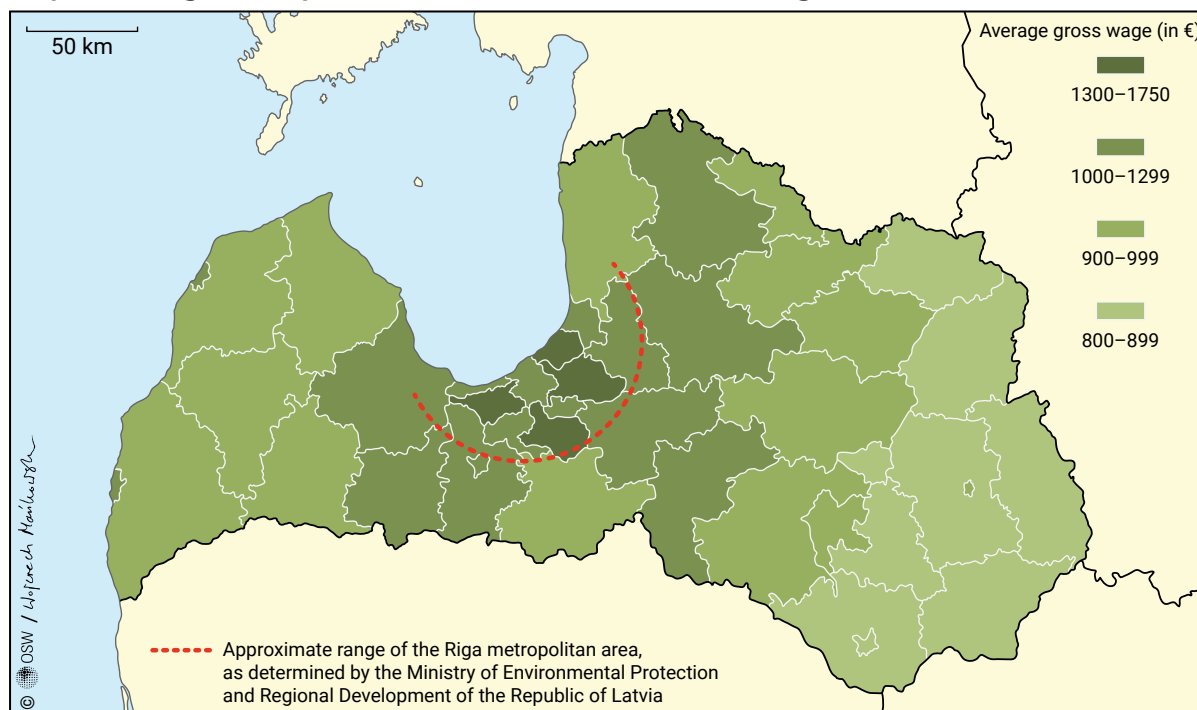 50 km
Average gross wage (in €)
1300–1750
1000–1299
900–999
800–899
Approximate range of the Riga metropolitan area,
as determined by the Ministry of Environmental Protection
and Regional Development of the Republic of Latvia
© OSW / Wojciech Mańkowski